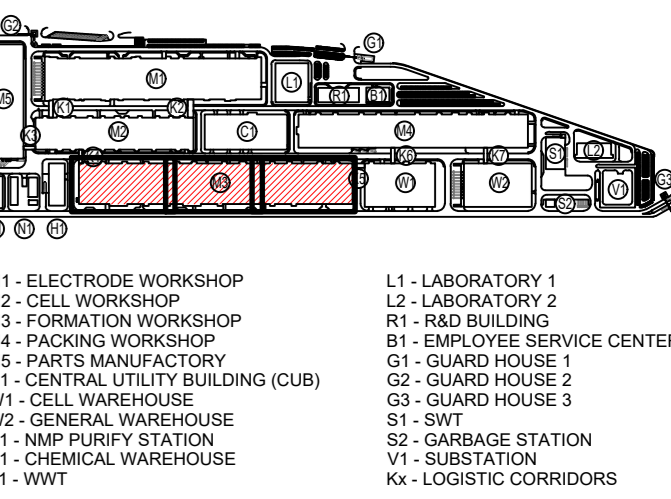 G2
G1
M5
M1
L1
R1
B1
K1
K2
K3
M2
C1
M4
S1
L2
K6
K7
M3
W1
W2
V1
G3
S2
N1
H1
1 - ELECTRODE WORKSHOP
2 - CELL WORKSHOP
3 - FORMATION WORKSHOP
4 - PACKING WORKSHOP
5 - PARTS MANUFACTORY
1 - CENTRAL UTILITY BUILDING (CUB)
W1 - CELL WAREHOUSE
W2 - GENERAL WAREHOUSE
1 - NMP PURIFY STATION
1 - CHEMICAL WAREHOUSE
1 - WWT
L1 - LABORATORY 1
L2 - LABORATORY 2
R1 - R&D BUILDING
B1 - EMPLOYEE SERVICE CENTER
G1 - GUARD HOUSE 1
G2 - GUARD HOUSE 2
G3 - GUARD HOUSE 3
S1 - SWT
S2 - GARBAGE STATION
V1 - SUBSTATION
Kx - LOGISTIC CORRIDORS